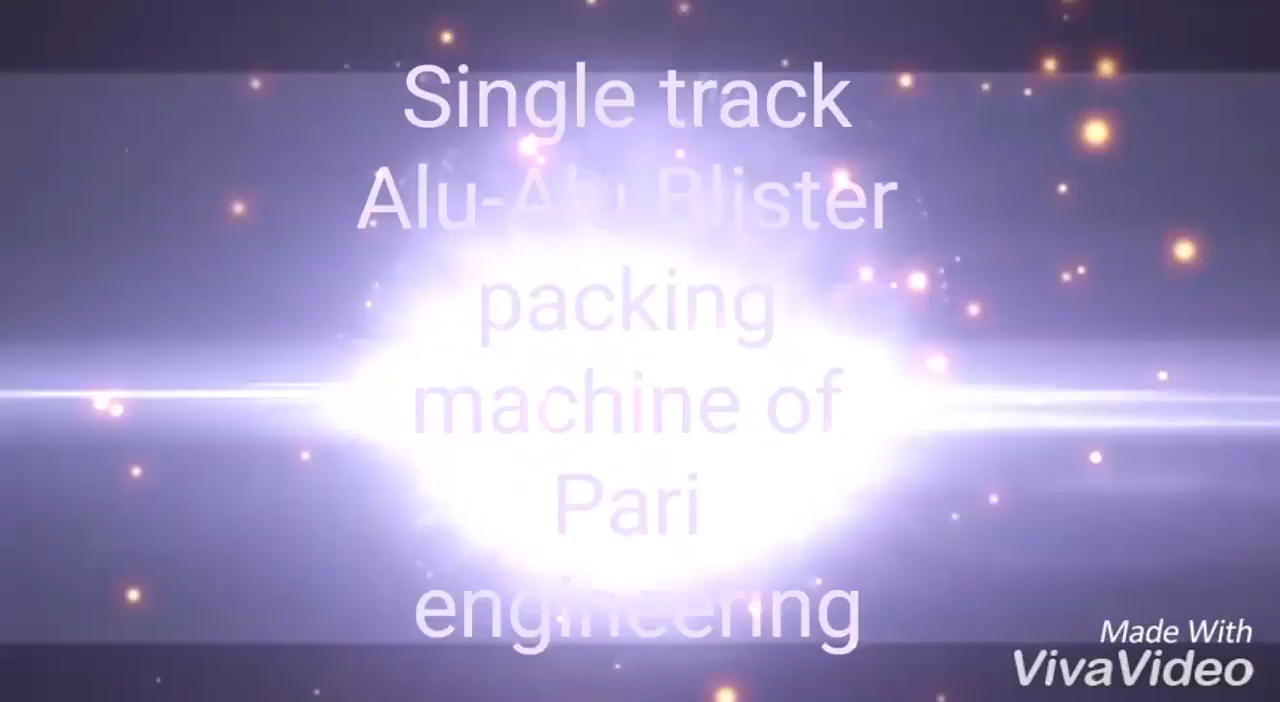 Single track
Alu-Alu Blister
packing
machine of
Pari
engineering
Made With
VivaVideo